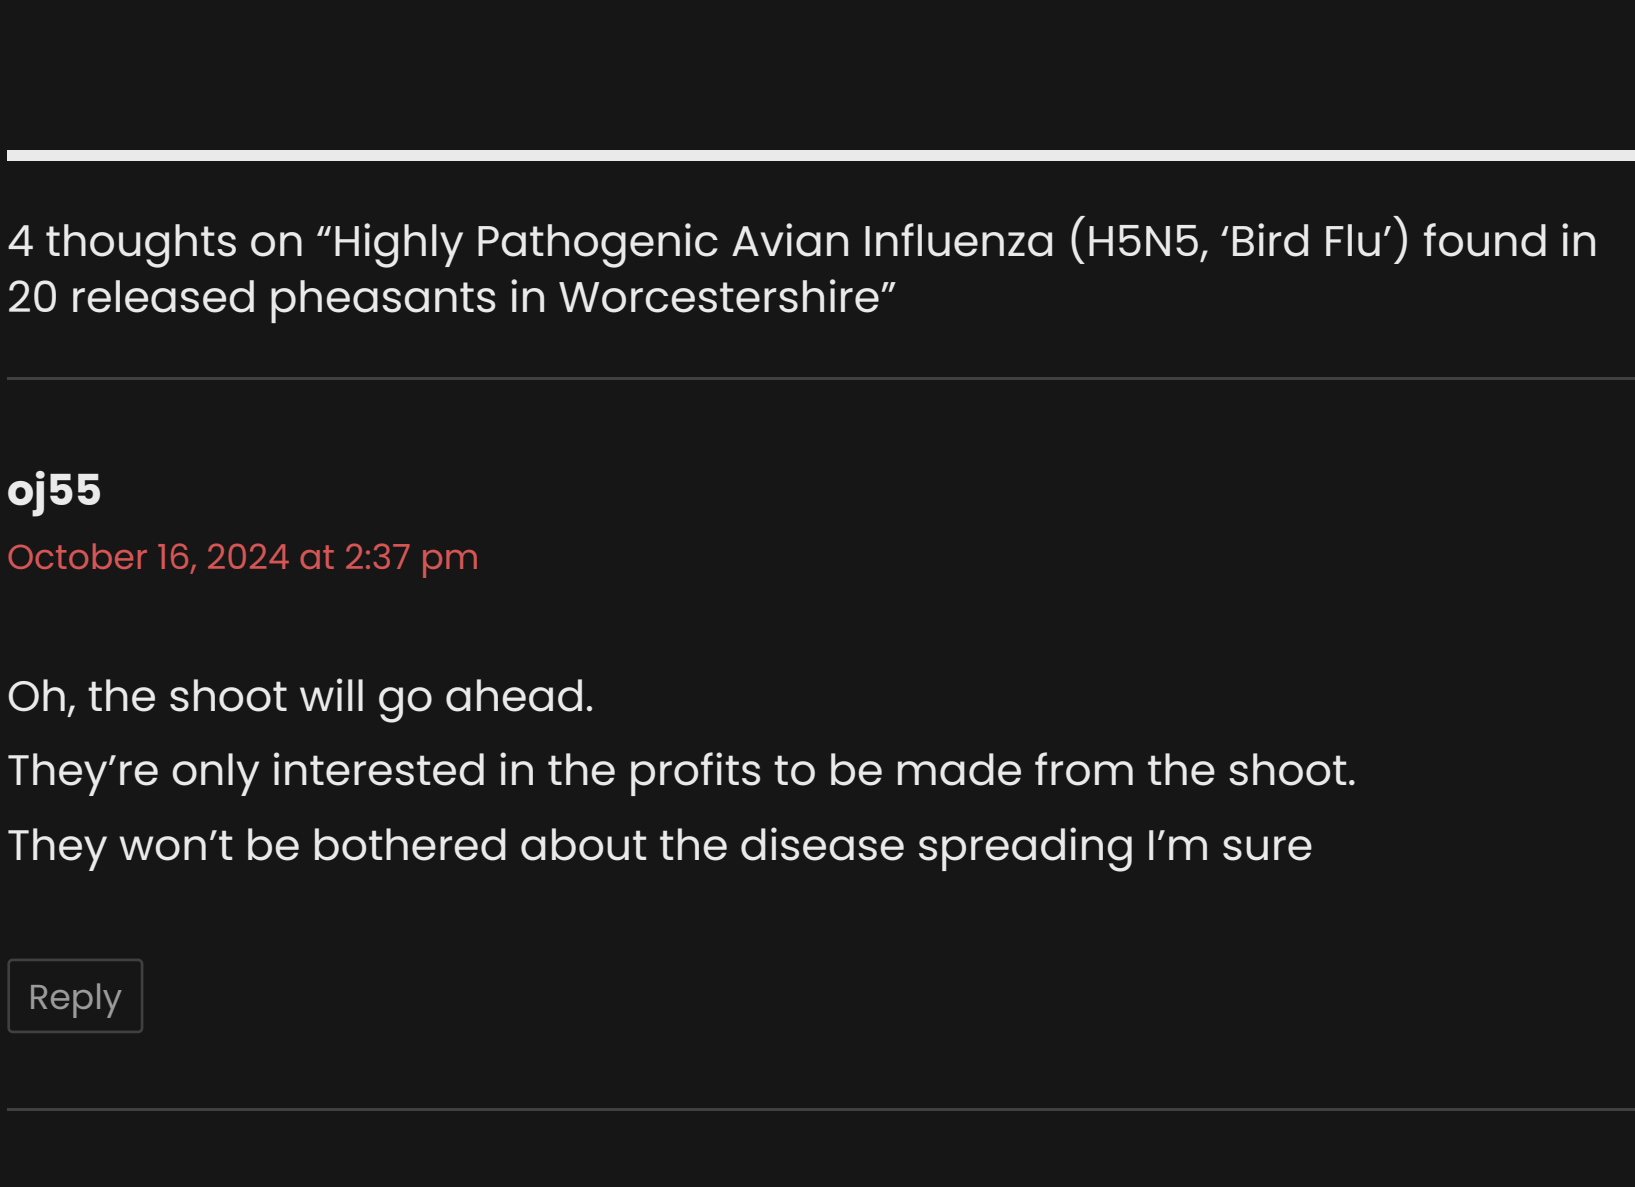 4 thoughts on “Highly Pathogenic Avian Influenza (H5N5, ‘Bird Flu’) found in
20 released pheasants in Worcestershire”
oj55
October 16, 2024 at 2:37 pm
Oh, the shoot will go ahead.
They’re only interested in the profits to be made from the shoot.
They won’t be bothered about the disease spreading I’m sure
Reply